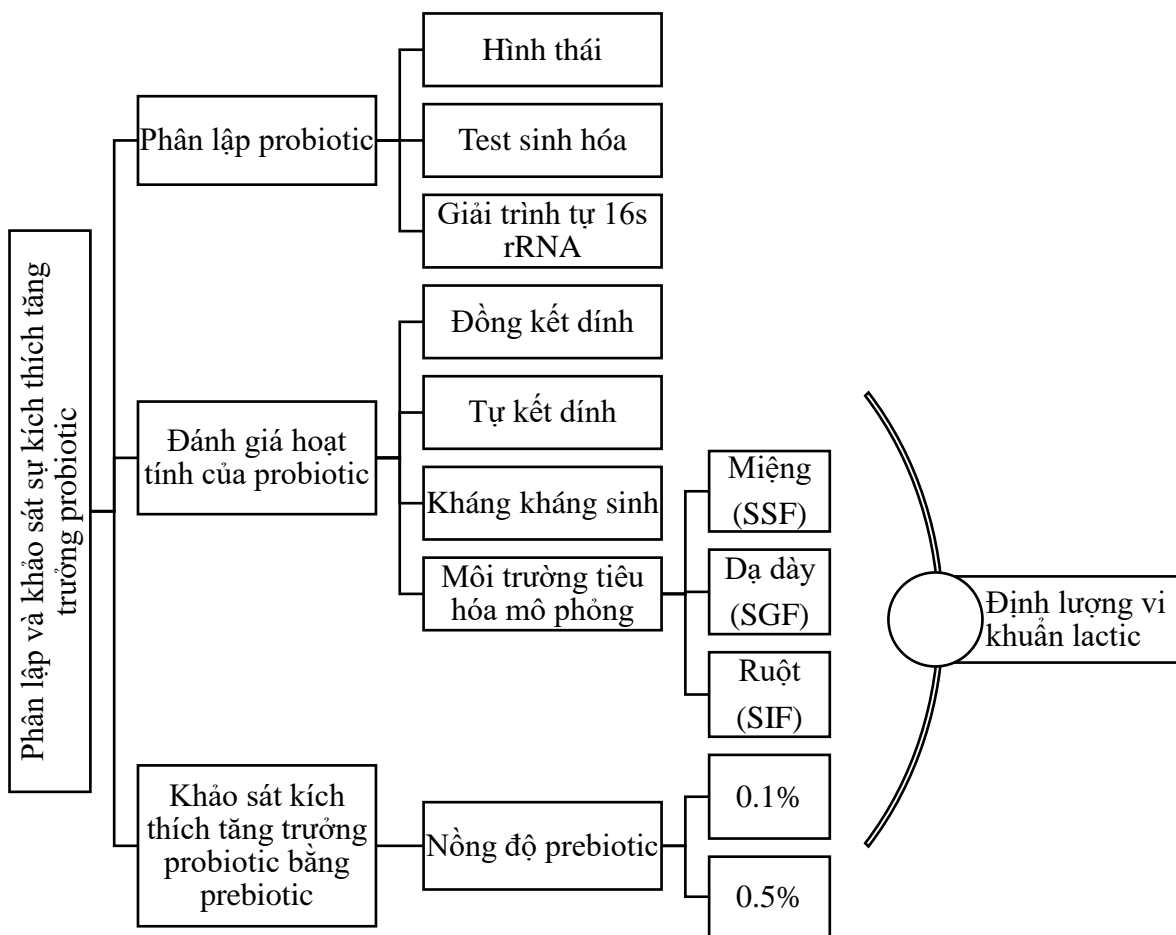 Phân lập và khảo sát sự kích thích tăng
trưởng probiotic
Phân lập probiotic
Hình thái
Test sinh hóa
Giải trình tự 16s
rRNA
Đánh giá hoạt
tính của probiotic
Đồng kết dính
Tự kết dính
Kháng kháng sinh
Môi trường tiêu
hóa mô phỏng
Miệng
(SSF)
Dạ dày
(SGF)
Ruột
(SIF)
Khảo sát kích
thích tăng trưởng
probiotic bằng
prebiotic
Nồng độ prebiotic
0.1%
0.5%
Định lượng vi
khuẩn lactic